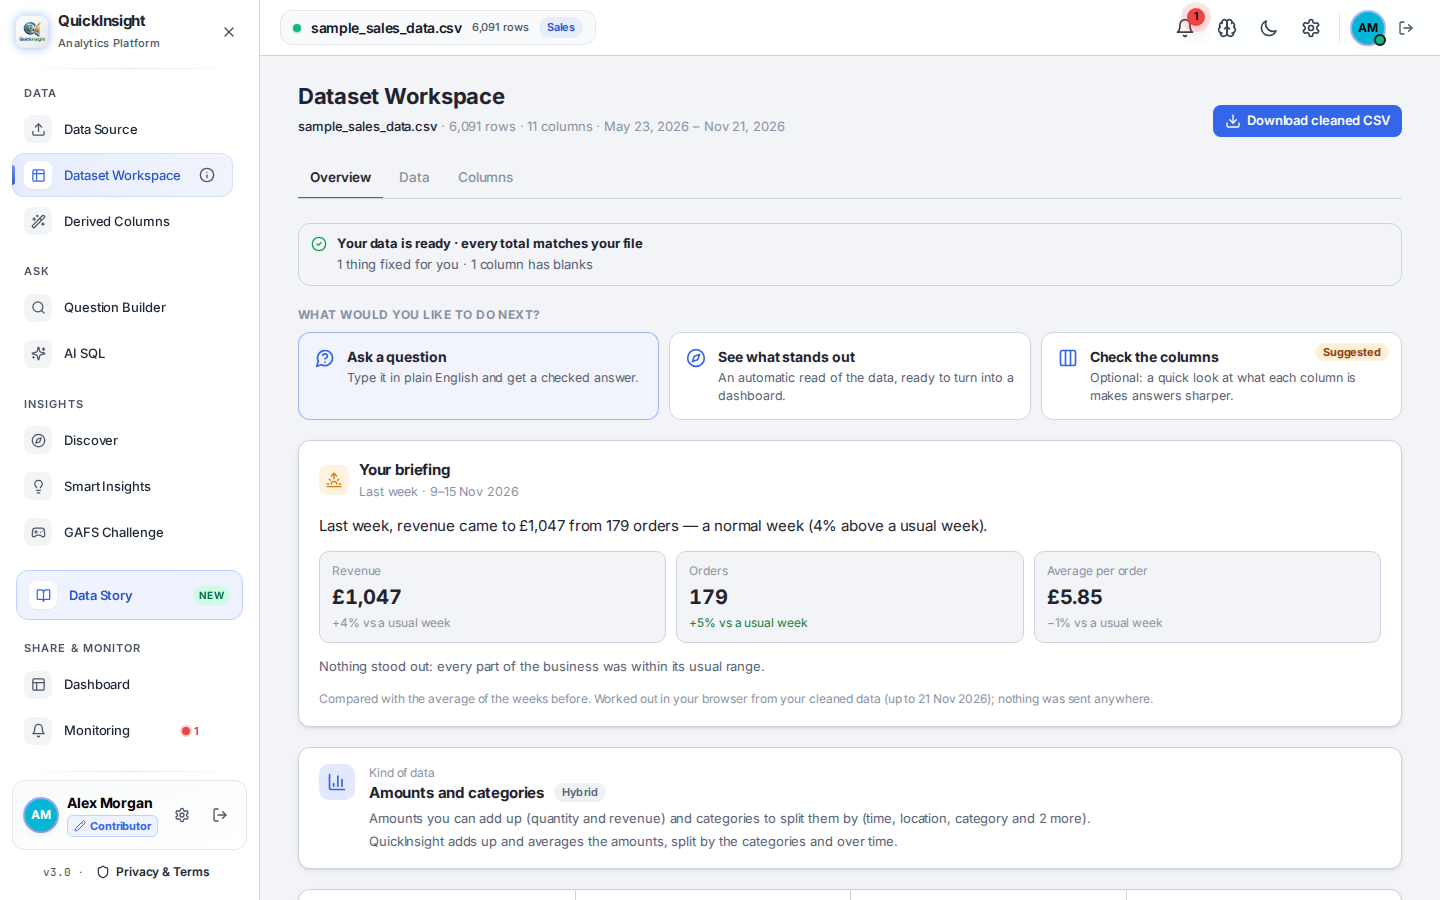 QuickInsight
Analytics Platform
DATA
Data Source
Dataset Workspace
Derived Columns
ASK
Question Builder
AI SQL
INSIGHTS
Discover
Smart Insights
GAFS Challenge
Data Story NEW
SHARE & MONITOR
Dashboard
Monitoring 1
AM Alex Morgan
Contributor
v3.0 · Privacy & Terms
sample_sales_data.csv 6,091 rows Sales
1
AM
Dataset Workspace
sample_sales_data.csv · 6,091 rows · 11 columns · May 23, 2026 – Nov 21, 2026
Download cleaned CSV
Overview Data Columns
Your data is ready · every total matches your file
1 thing fixed for you · 1 column has blanks
WHAT WOULD YOU LIKE TO DO NEXT?
Ask a question
Type it in plain English and get a checked answer.
See what stands out
An automatic read of the data, ready to turn into a
dashboard.
Check the columns
Suggested
Optional: a quick look at what each column is
makes answers sharper.
Your briefing
Last week · 9–15 Nov 2026
Last week, revenue came to £1,047 from 179 orders — a normal week (4% above a usual week).
Revenue
£1,047
+4% vs a usual week
Orders
179
+5% vs a usual week
Average per order
£5.85
−1% vs a usual week
Nothing stood out: every part of the business was within its usual range.
Compared with the average of the weeks before. Worked out in your browser from your cleaned data (up to 21 Nov 2026); nothing was sent anywhere.
Kind of data
Amounts and categories Hybrid
Amounts you can add up (quantity and revenue) and categories to split them by (time, location, category and 2 more).
QuickInsight adds up and averages the amounts, split by the categories and over time.